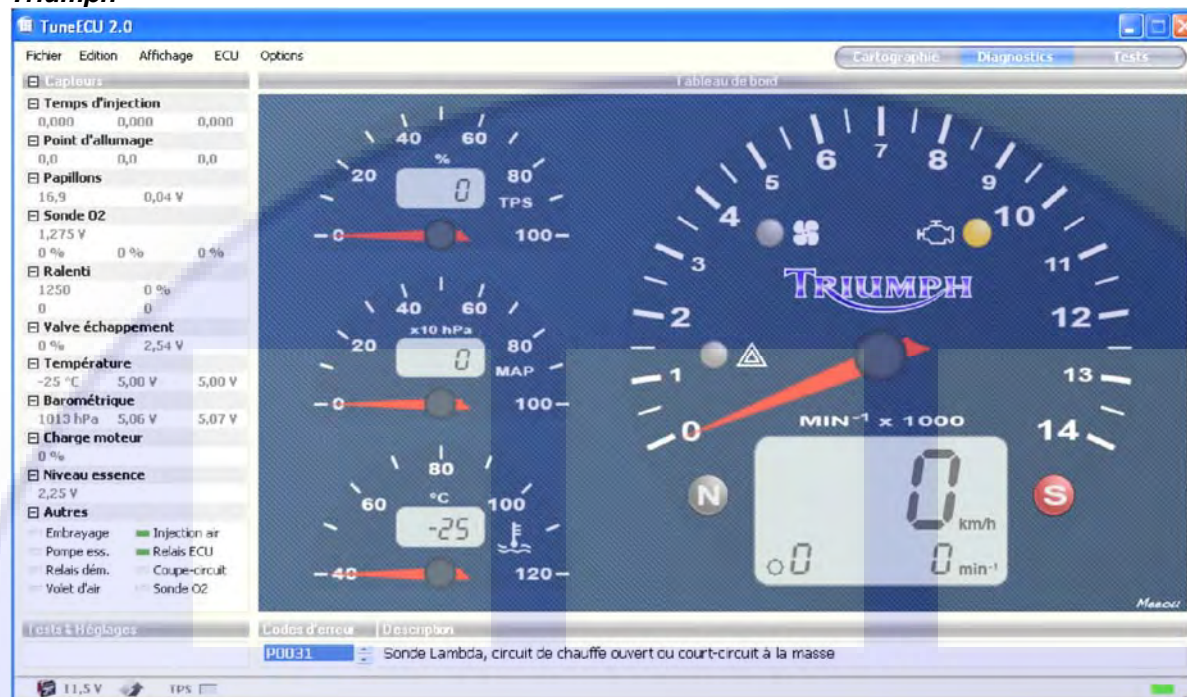 Triumph
TuneECU 2.0
Fichier Edition Affichage ECU Options
Cartographie Diagnostics Tests
Capteurs
Tableau de bord
Temps d'injection
0,000 0,000 0,000
Point d'allumage
0,0 0,0 0,0
Papillons
16,9 0,04 V
Sonde O2
1,275 V
0 % 0 % 0 %
Ralenti
1250 0 %
0 0
Valve échappement
0 % 2,54 V
Température
-25 °C 5,00 V 5,00 V
Barométrique
1013 hPa 5,06 V 5,07 V
Charge moteur
0 %
Niveau essence
2,25 V
Autres
Embrayage Injection air
Pompe ess. Relais ECU
Relais dém. Coupe-circuit
Volet d'air Sonde O2
0 20 40 60 80 100
%
0
TPS
0 20 40 60 80 100
x10 hPa
0
MAP
40 60 80 100 120
°C
-25
0 1 2 3 4 5 6 7 8 9 10 11 12 13 14
TRIUMPH
MIN⁻¹ x 1000
N
S
0 km/h
0 0 min⁻¹
Tests & Réglages
Codes d'erreur Description
P0031 Sonde Lambda, circuit de chauffe ouvert ou court-circuit à la masse
11,5 V TPS